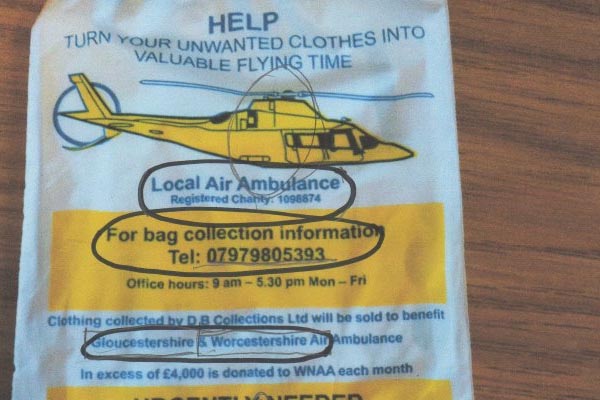 HELP
TURN YOUR UNWANTED CLOTHES INTO
VALUABLE FLYING TIME
Local Air Ambulance
Registered Charity: 1098874
For bag collection information
Tel: 07979805393
Office hours: 9 am – 5.30 pm Mon – Fri
Clothing collected by D.B Collections Ltd will be sold to benefit
Gloucestershire & Worcestershire Air Ambulance
In excess of £4,000 is donated to WNAA each month
URGENTLY NEEDED